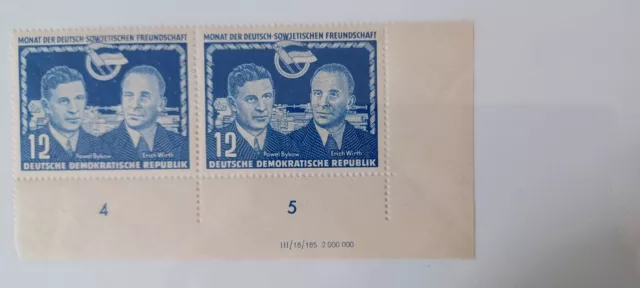 MONAT DER DEUTSCH-SOWJETISCHEN FREUNDSCHAFT
12
Pawel Bykow Erich Wirth
DEUTSCHE DEMOKRATISCHE REPUBLIK
MONAT DER DEUTSCH-SOWJETISCHEN FREUNDSCHAFT
12
Pawel Bykow Erich Wirth
DEUTSCHE DEMOKRATISCHE REPUBLIK
4 5
III/18/185 2 000 000